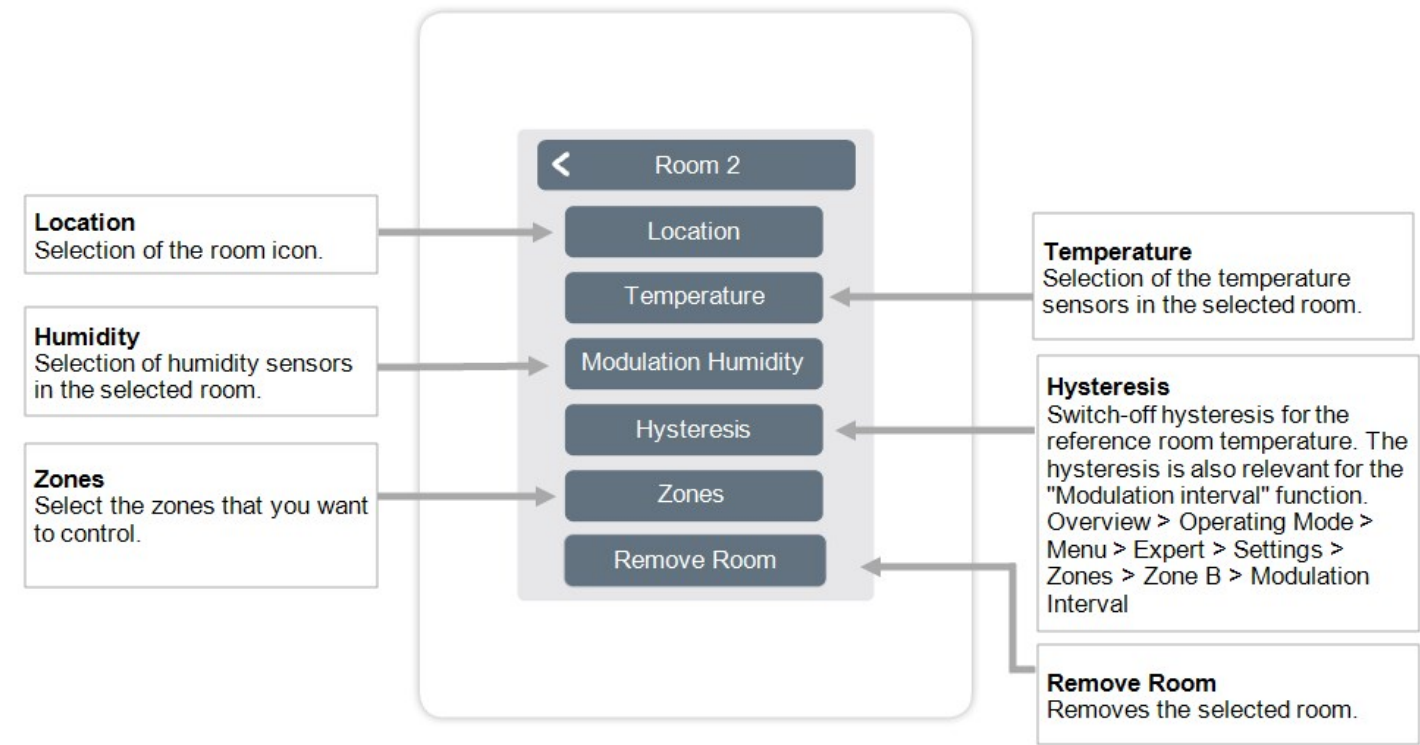 Room 2
Location
Temperature
Modulation Humidity
Hysteresis
Zones
Remove Room
Location
Selection of the room icon.
Humidity
Selection of humidity sensors
in the selected room.
Zones
Select the zones that you want
to control.
Temperature
Selection of the temperature
sensors in the selected room.
Hysteresis
Switch-off hysteresis for the
reference room temperature. The
hysteresis is also relevant for the
"Modulation interval" function.
Overview > Operating Mode >
Menu > Expert > Settings >
Zones > Zone B > Modulation
Interval
Remove Room
Removes the selected room.